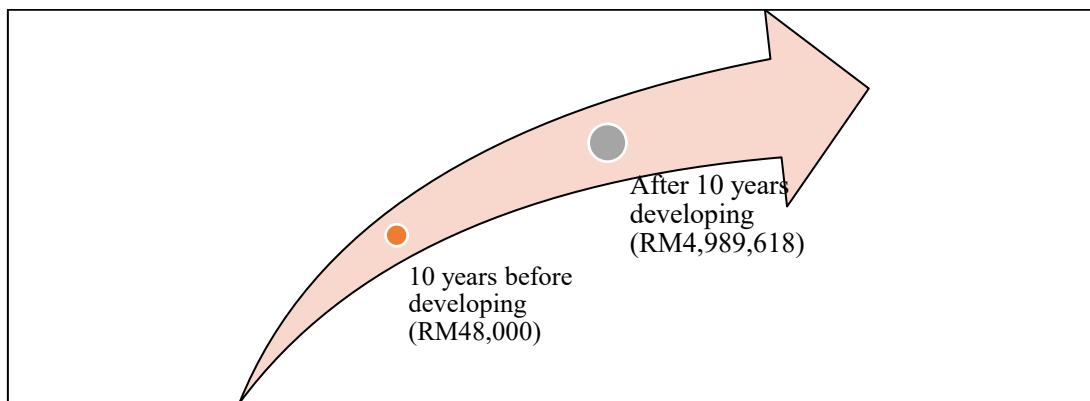 After 10 years
developing
(RM4,989,618)
10 years before
developing
(RM48,000)